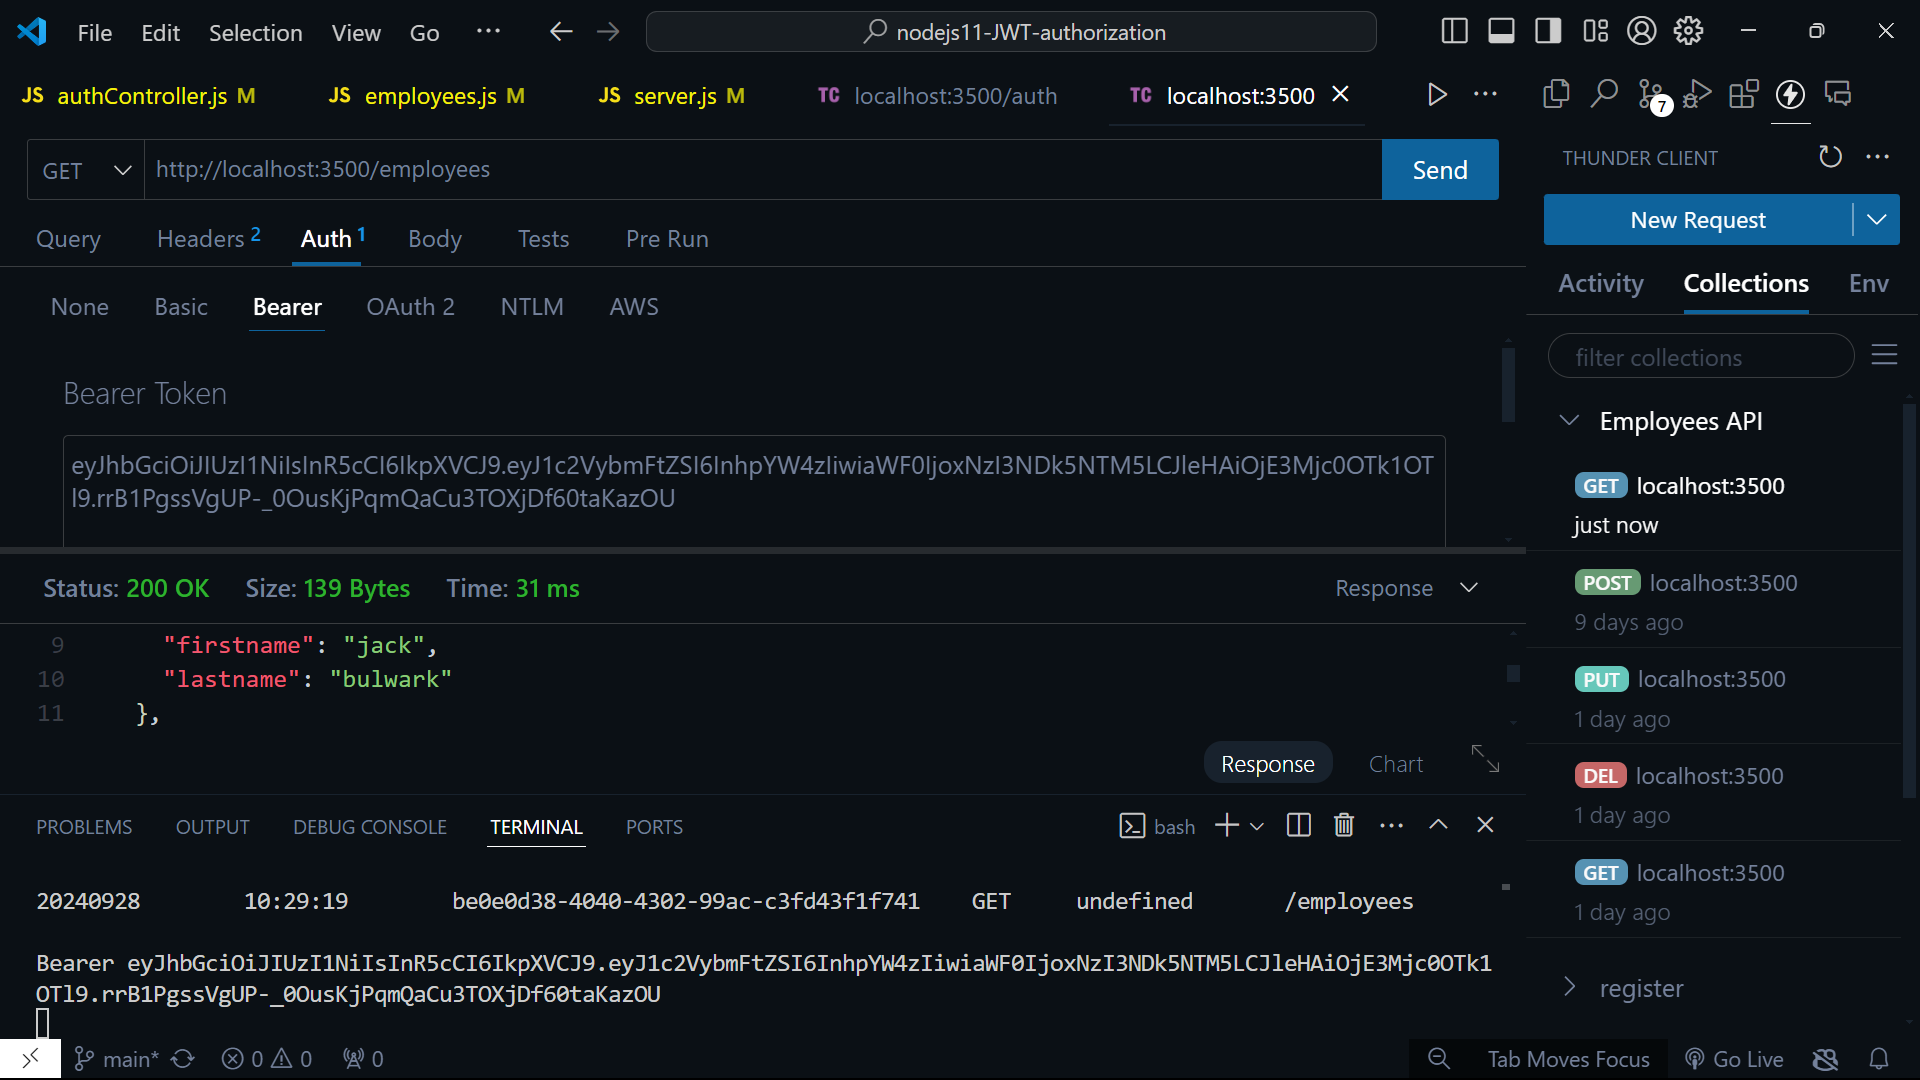 File Edit Selection View Go ··· nodejs11-JWT-authorization
JS authController.js M JS employees.js M JS server.js M TC localhost:3500/auth TC localhost:3500
7
GET http://localhost:3500/employees Send
Query Headers 2 Auth 1 Body Tests Pre Run
None Basic Bearer OAuth 2 NTLM AWS
Bearer Token
eyJhbGciOiJIUzI1NiIsInR5cCI6IkpXVCJ9.eyJ1c2VybmFtZSI6InhpYW4zIiwiaWF0IjoxNzI3NDk5NTM5LCJleHAiOjE3Mjc0OTk1OT
l9.rrB1PgssVgUP-_0OusKjPqmQaCu3TOXjDf60taKazOU
Status: 200 OK Size: 139 Bytes Time: 31 ms Response
9 "firstname": "jack",
10 "lastname": "bulwark"
11 },
Response Chart
PROBLEMS OUTPUT DEBUG CONSOLE TERMINAL PORTS bash
20240928 10:29:19 be0e0d38-4040-4302-99ac-c3fd43f1f741 GET undefined /employees
Bearer eyJhbGciOiJIUzI1NiIsInR5cCI6IkpXVCJ9.eyJ1c2VybmFtZSI6InhpYW4zIiwiaWF0IjoxNzI3NDk5NTM5LCJleHAiOjE3Mjc0OTk1
OTl9.rrB1PgssVgUP-_0OusKjPqmQaCu3TOXjDf60taKazOU
THUNDER CLIENT
New Request
Activity Collections Env
filter collections
Employees API
GET localhost:3500
just now
POST localhost:3500
9 days ago
PUT localhost:3500
1 day ago
DEL localhost:3500
1 day ago
GET localhost:3500
1 day ago
register
main* 0 0 0 Tab Moves Focus Go Live